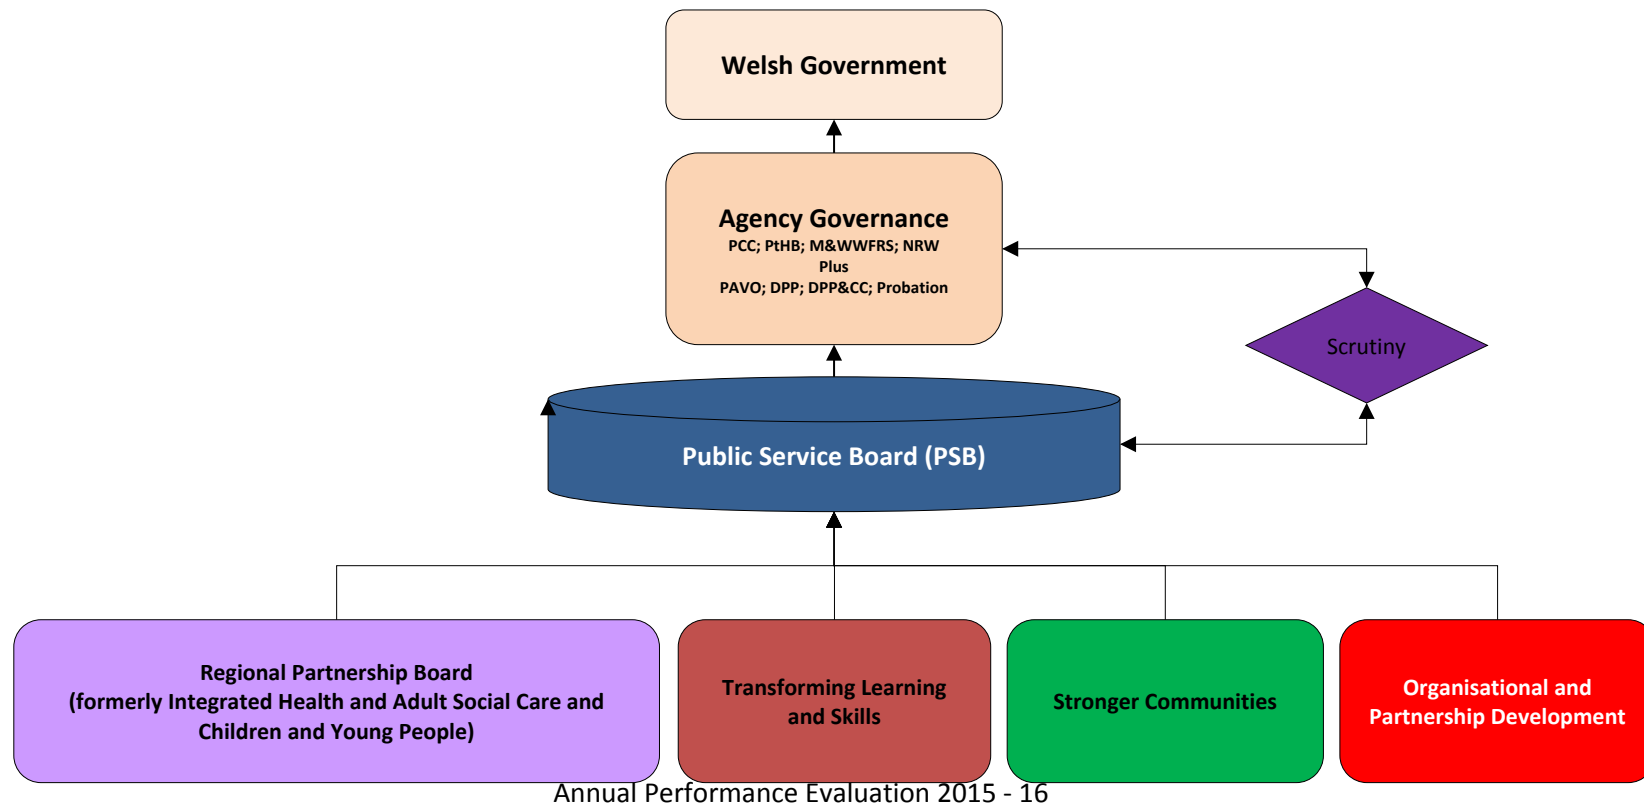 Welsh Government
Agency Governance
PCC; PtHB; M&WWFRS; NRW
Plus
PAVO; DPP; DPP&CC; Probation
Scrutiny
Public Service Board (PSB)
Regional Partnership Board
(formerly Integrated Health and Adult Social Care and
Children and Young People)
Transforming Learning
and Skills
Stronger Communities
Organisational and
Partnership Development
Annual Performance Evaluation 2015 - 16